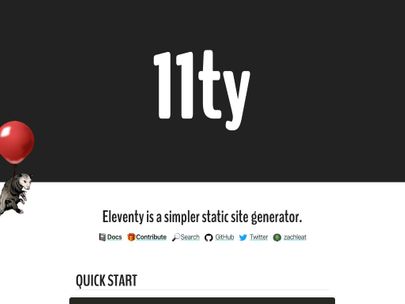 11ty
Eleventy is a simpler static site generator.
Docs Contribute Search GitHub Twitter zachleat
QUICK START